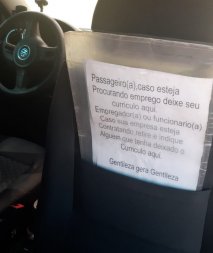 Passageiro(a),caso esteja
Procurando emprego deixe seu
curriculo aqui.
Empregador(a) ou funcionario(a)
Caso sua empresa esteja
Contratando retire e indique
Alguem que tenha deixado o
Curriculo aqui.
Gentileza gera Gentileza